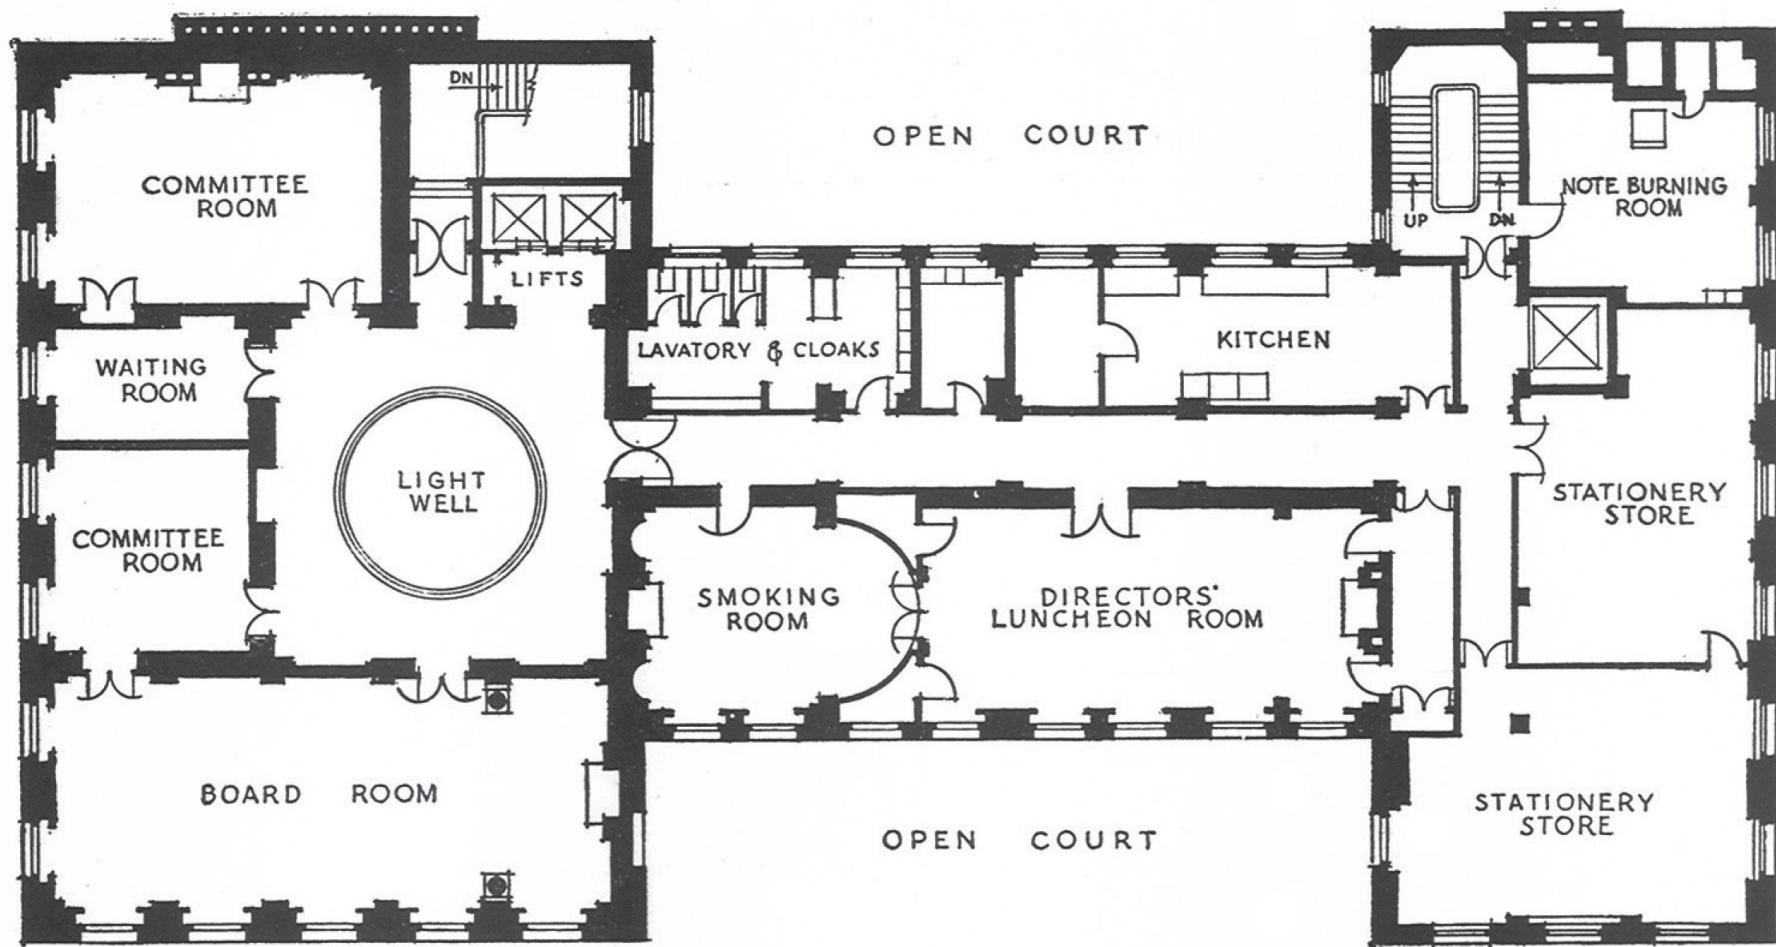 DN
OPEN COURT
COMMITTEE
ROOM
NOTE BURNING
ROOM
UP
DN
LIFTS
LAVATORY & CLOAKS
KITCHEN
WAITING
ROOM
LIGHT
WELL
STATIONERY
STORE
COMMITTEE
ROOM
SMOKING
ROOM
DIRECTORS'
LUNCHEON ROOM
BOARD ROOM
STATIONERY
STORE
OPEN COURT